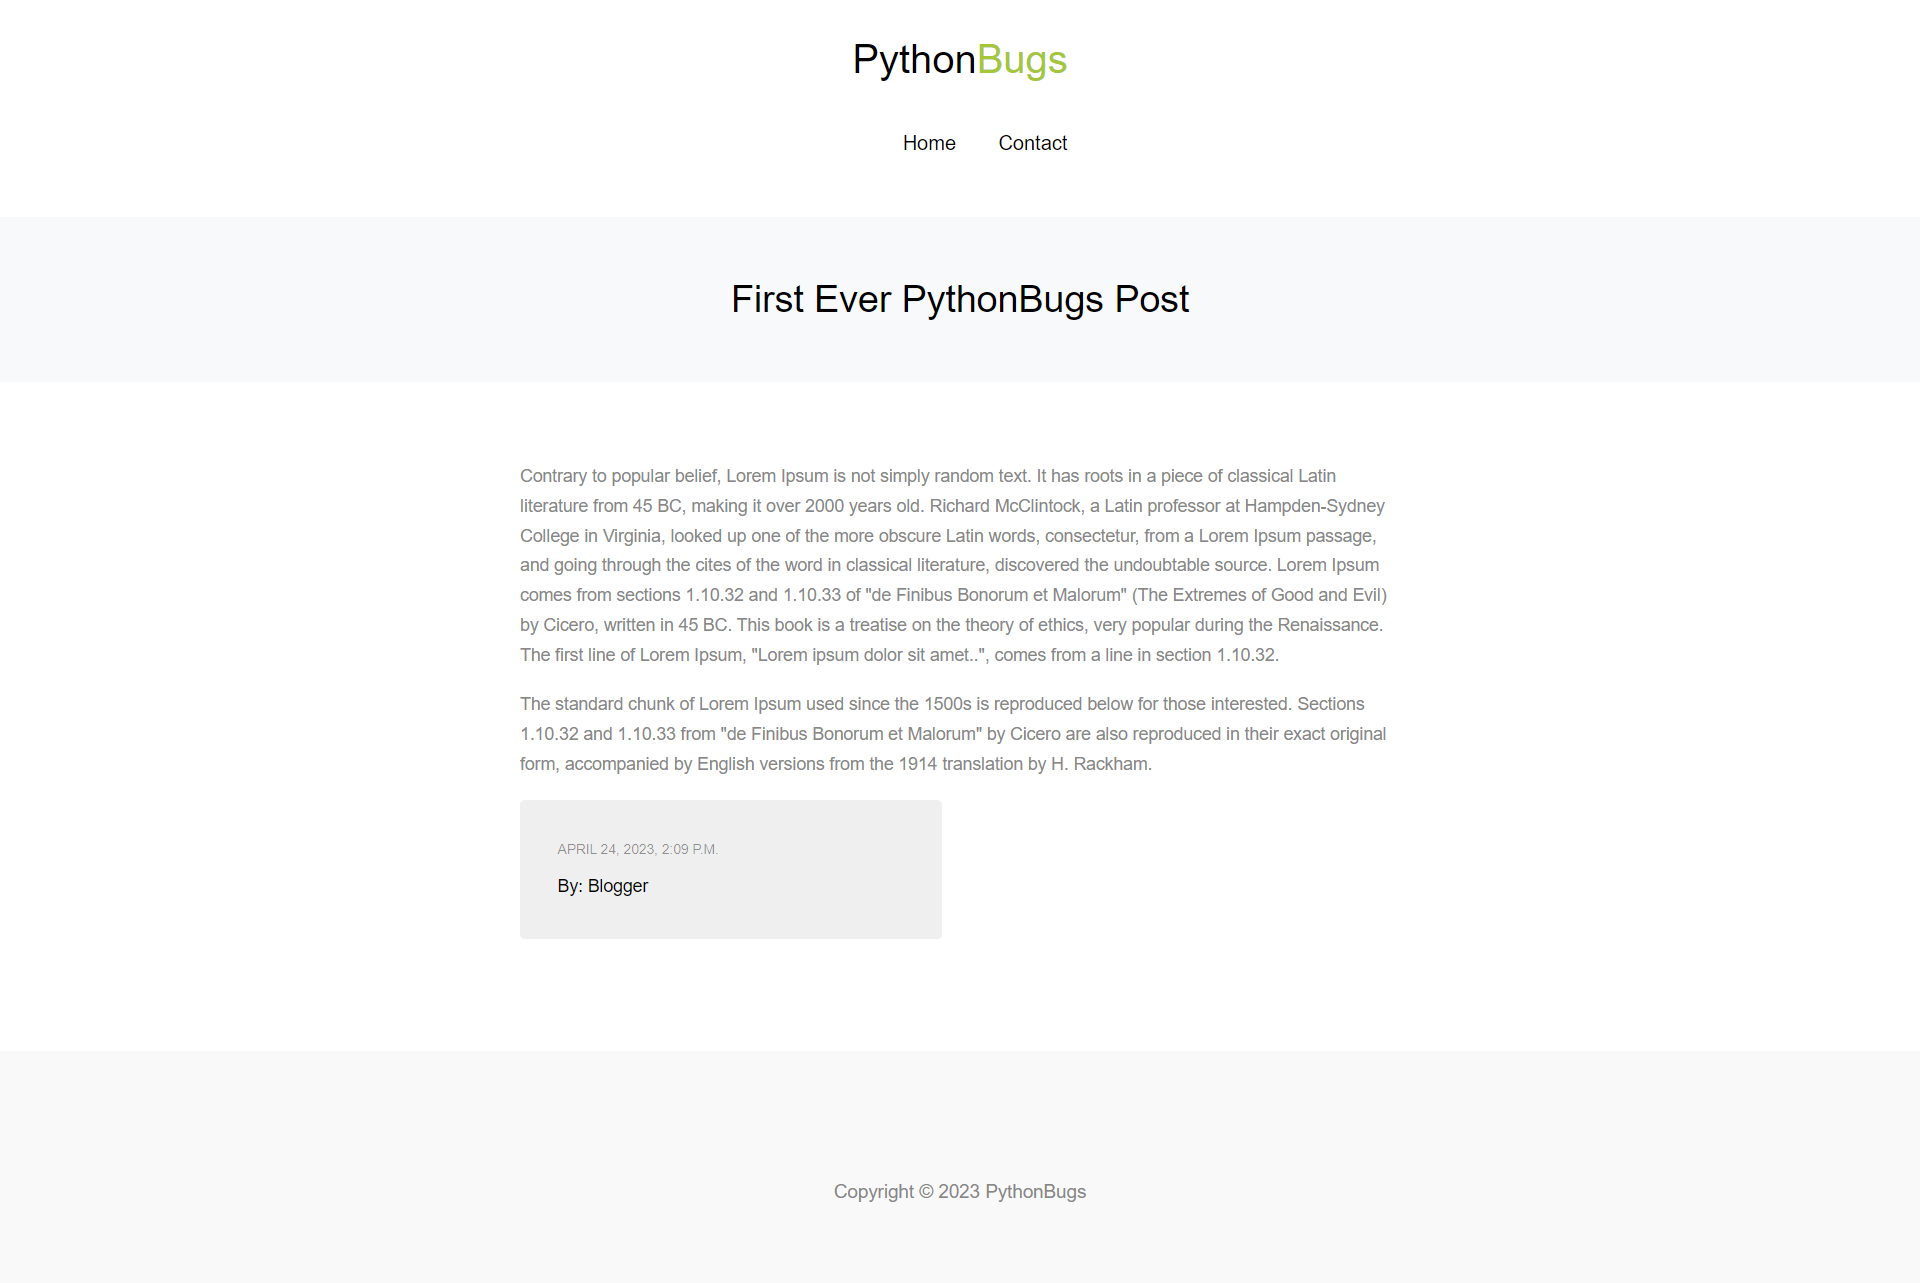 PythonBugs
Home Contact
First Ever PythonBugs Post
Contrary to popular belief, Lorem Ipsum is not simply random text. It has roots in a piece of classical Latin
literature from 45 BC, making it over 2000 years old. Richard McClintock, a Latin professor at Hampden-Sydney
College in Virginia, looked up one of the more obscure Latin words, consectetur, from a Lorem Ipsum passage,
and going through the cites of the word in classical literature, discovered the undoubtable source. Lorem Ipsum
comes from sections 1.10.32 and 1.10.33 of "de Finibus Bonorum et Malorum" (The Extremes of Good and Evil)
by Cicero, written in 45 BC. This book is a treatise on the theory of ethics, very popular during the Renaissance.
The first line of Lorem Ipsum, "Lorem ipsum dolor sit amet..", comes from a line in section 1.10.32.
The standard chunk of Lorem Ipsum used since the 1500s is reproduced below for those interested. Sections
1.10.32 and 1.10.33 from "de Finibus Bonorum et Malorum" by Cicero are also reproduced in their exact original
form, accompanied by English versions from the 1914 translation by H. Rackham.
APRIL 24, 2023, 2:09 P.M.
By: Blogger
Copyright © 2023 PythonBugs